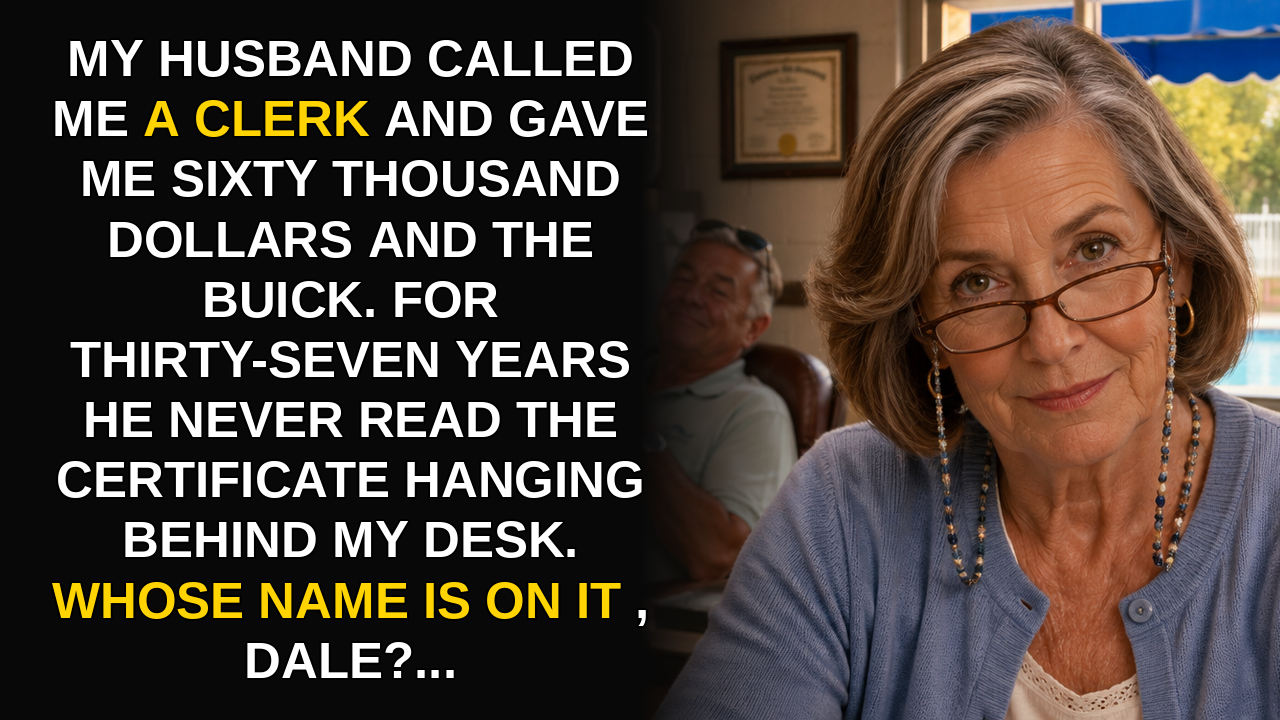 MY HUSBAND CALLED
ME A CLERK AND GAVE
ME SIXTY THOUSAND
DOLLARS AND THE
BUICK. FOR
THIRTY-SEVEN YEARS
HE NEVER READ THE
CERTIFICATE HANGING
BEHIND MY DESK.
WHOSE NAME IS ON IT ,
DALE?...